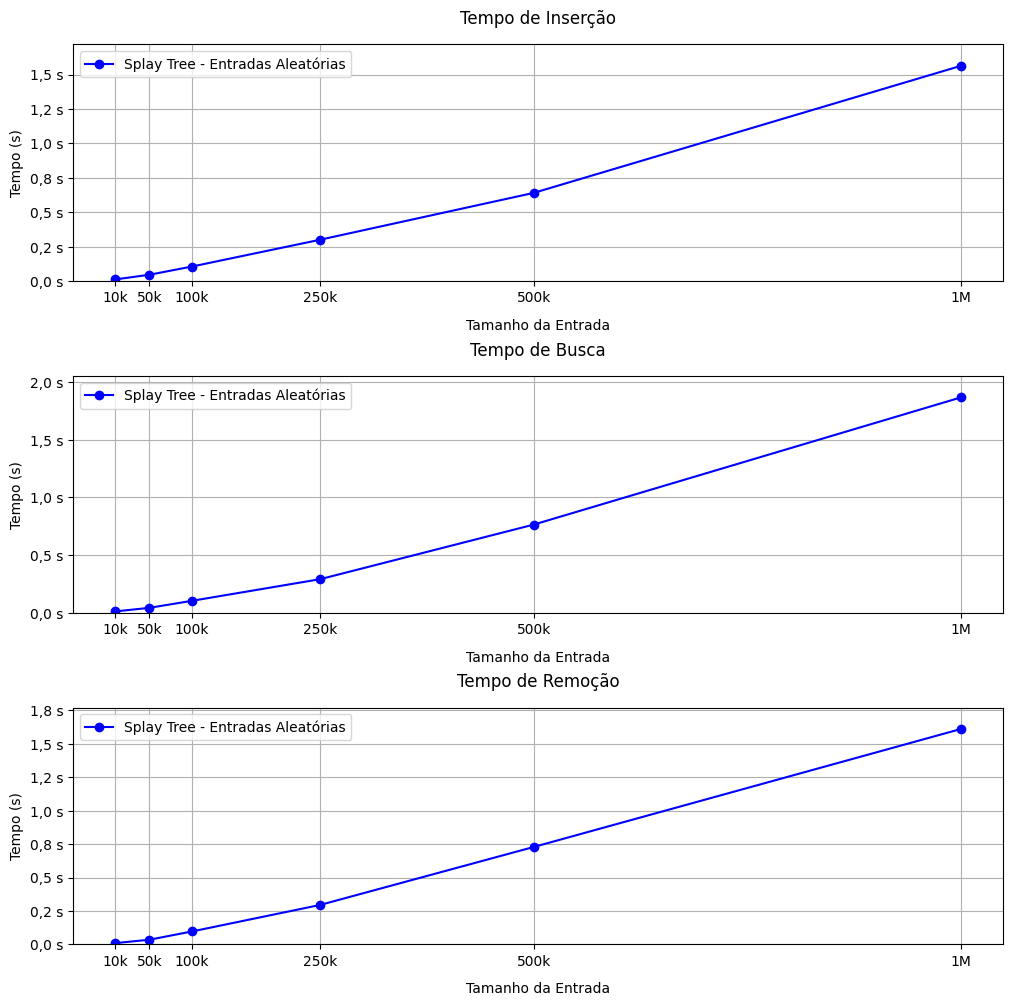 Tempo de Inserção
Splay Tree - Entradas Aleatórias
Tempo (s)
1,5 s
1,2 s
1,0 s
0,8 s
0,5 s
0,2 s
0,0 s
10k 50k 100k 250k 500k 1M
Tamanho da Entrada
Tempo de Busca
Splay Tree - Entradas Aleatórias
Tempo (s)
2,0 s
1,5 s
1,0 s
0,5 s
0,0 s
10k 50k 100k 250k 500k 1M
Tamanho da Entrada
Tempo de Remoção
Splay Tree - Entradas Aleatórias
Tempo (s)
1,8 s
1,5 s
1,2 s
1,0 s
0,8 s
0,5 s
0,2 s
0,0 s
10k 50k 100k 250k 500k 1M
Tamanho da Entrada